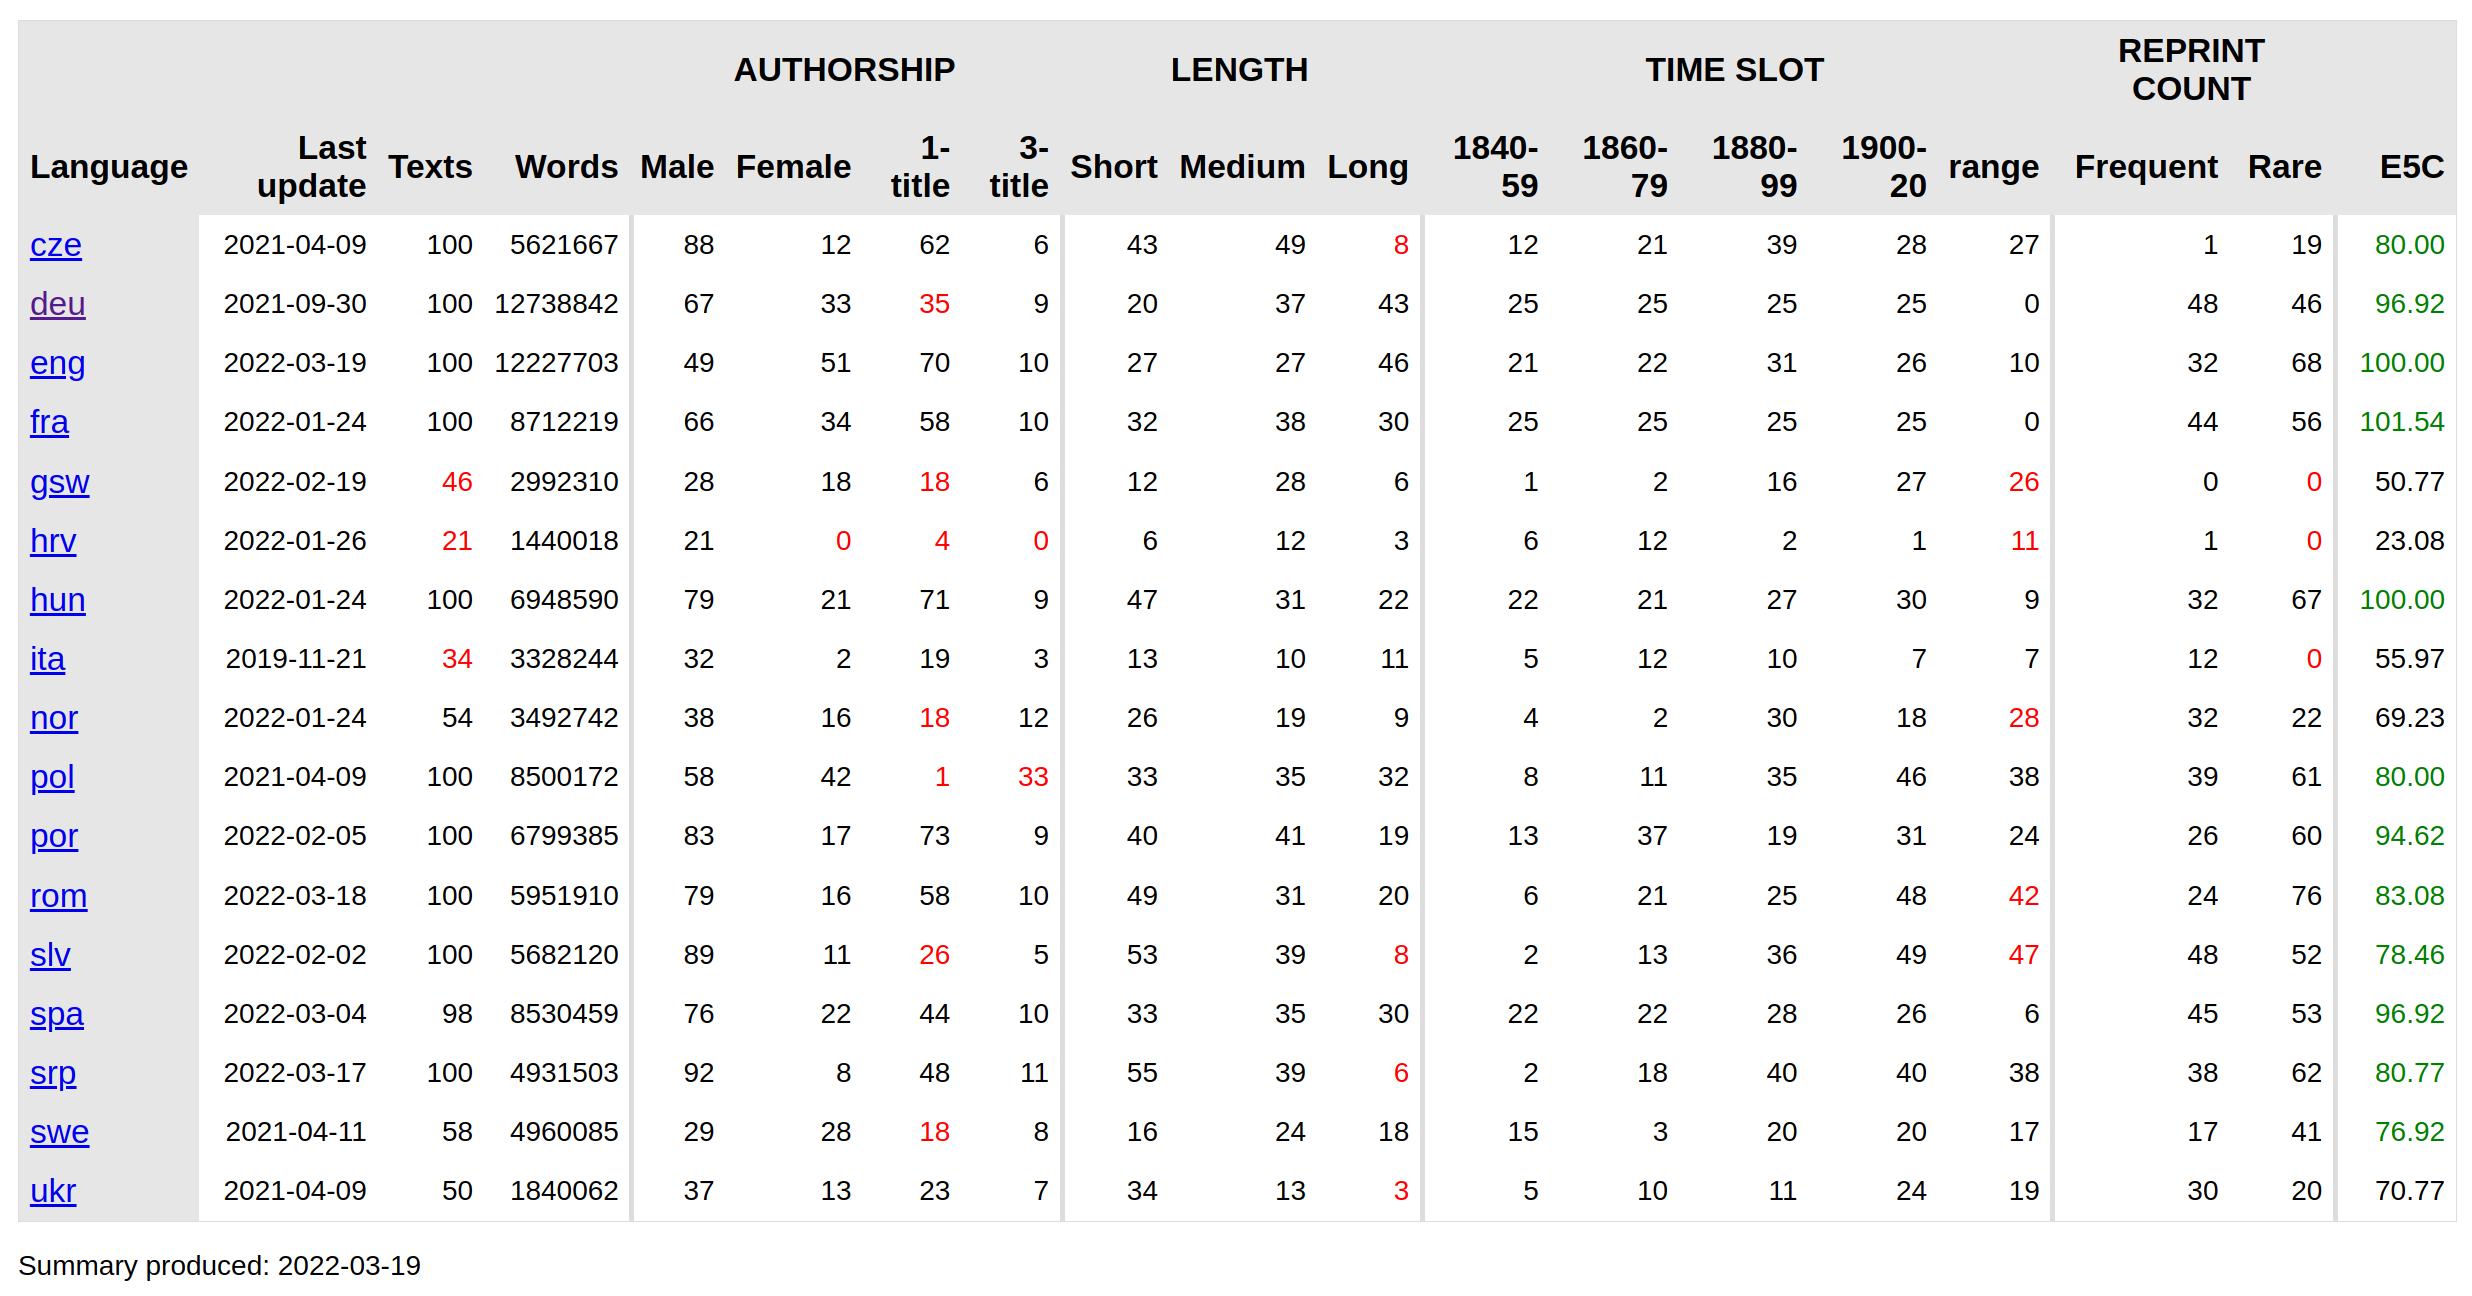 AUTHORSHIP LENGTH TIME SLOT REPRINT COUNT
Language Last update Texts Words Male Female 1-title 3-title Short Medium Long 1840-59 1860-79 1880-99 1900-20 range Frequent Rare E5C
cze 2021-04-09 100 5621667 88 12 62 6 43 49 8 12 21 39 28 27 1 19 80.00
deu 2021-09-30 100 12738842 67 33 35 9 20 37 43 25 25 25 25 0 48 46 96.92
eng 2022-03-19 100 12227703 49 51 70 10 27 27 46 21 22 31 26 10 32 68 100.00
fra 2022-01-24 100 8712219 66 34 58 10 32 38 30 25 25 25 25 0 44 56 101.54
gsw 2022-02-19 46 2992310 28 18 18 6 12 28 6 1 2 16 27 26 0 0 50.77
hrv 2022-01-26 21 1440018 21 0 4 0 6 12 3 6 12 2 1 11 1 0 23.08
hun 2022-01-24 100 6948590 79 21 71 9 47 31 22 22 21 27 30 9 32 67 100.00
ita 2019-11-21 34 3328244 32 2 19 3 13 10 11 5 12 10 7 7 12 0 55.97
nor 2022-01-24 54 3492742 38 16 18 12 26 19 9 4 2 30 18 28 32 22 69.23
pol 2021-04-09 100 8500172 58 42 1 33 33 35 32 8 11 35 46 38 39 61 80.00
por 2022-02-05 100 6799385 83 17 73 9 40 41 19 13 37 19 31 24 26 60 94.62
rom 2022-03-18 100 5951910 79 16 58 10 49 31 20 6 21 25 48 42 24 76 83.08
slv 2022-02-02 100 5682120 89 11 26 5 53 39 8 2 13 36 49 47 48 52 78.46
spa 2022-03-04 98 8530459 76 22 44 10 33 35 30 22 22 28 26 6 45 53 96.92
srp 2022-03-17 100 4931503 92 8 48 11 55 39 6 2 18 40 40 38 38 62 80.77
swe 2021-04-11 58 4960085 29 28 18 8 16 24 18 15 3 20 20 17 17 41 76.92
ukr 2021-04-09 50 1840062 37 13 23 7 34 13 3 5 10 11 24 19 30 20 70.77
Summary produced: 2022-03-19